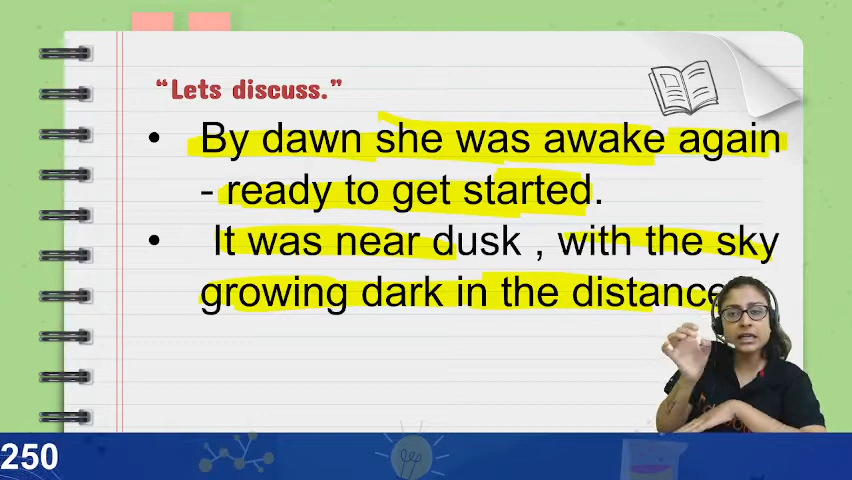 “Lets discuss.”
• By dawn she was awake again
- ready to get started.
• It was near dusk , with the sky
growing dark in the distance
250